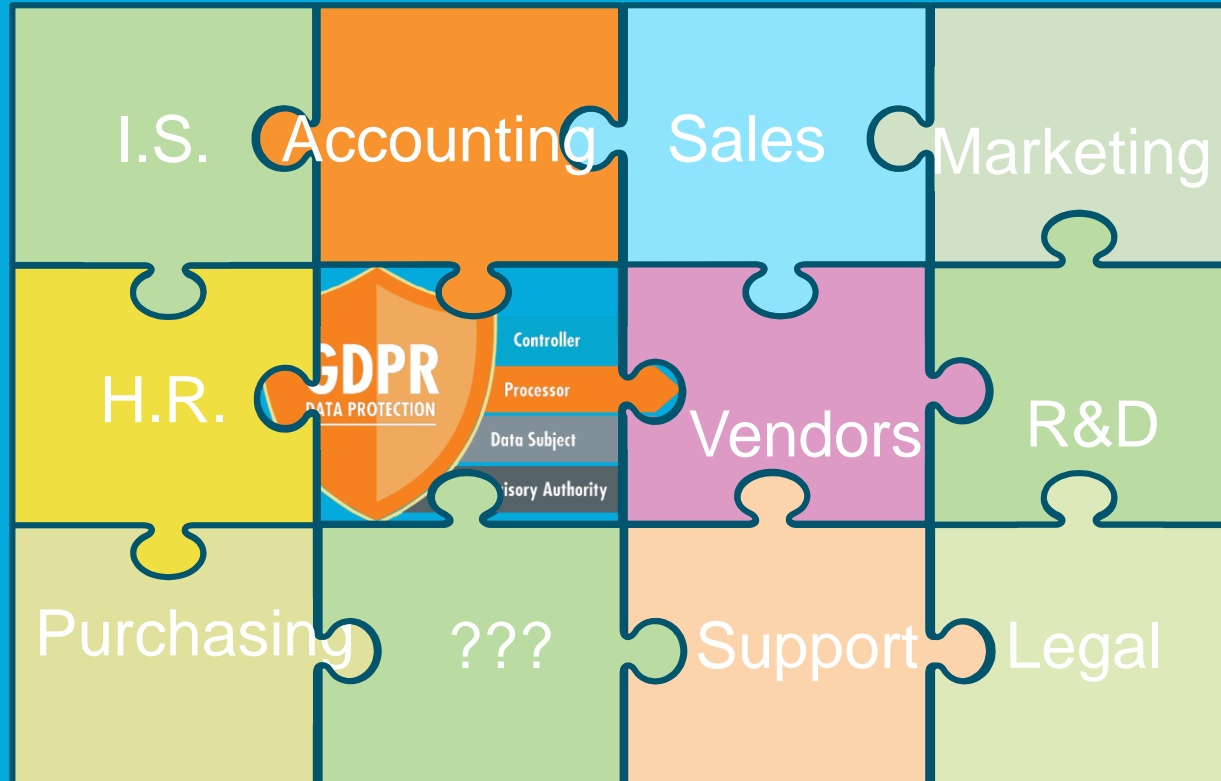 I.S.
Accounting
Sales
Marketing
H.R.
GDPR
DATA PROTECTION
Controller
Processor
Data Subject
Authority
Vendors
R&D
Purchasing
???
Support
Legal